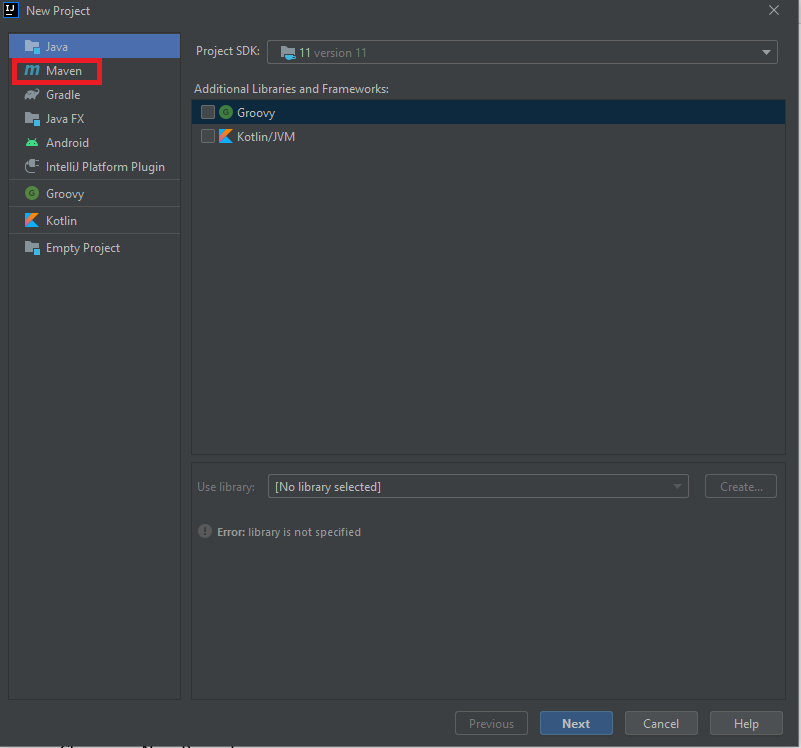 IJ
New Project
Java
Maven
Gradle
Java FX
Android
IntelliJ Platform Plugin
Groovy
Kotlin
Empty Project
Project SDK: 11 version 11
Additional Libraries and Frameworks:
G Groovy
Kotlin/JVM
Use library: [No library selected] Create...
Error: library is not specified
Previous Next Cancel Help